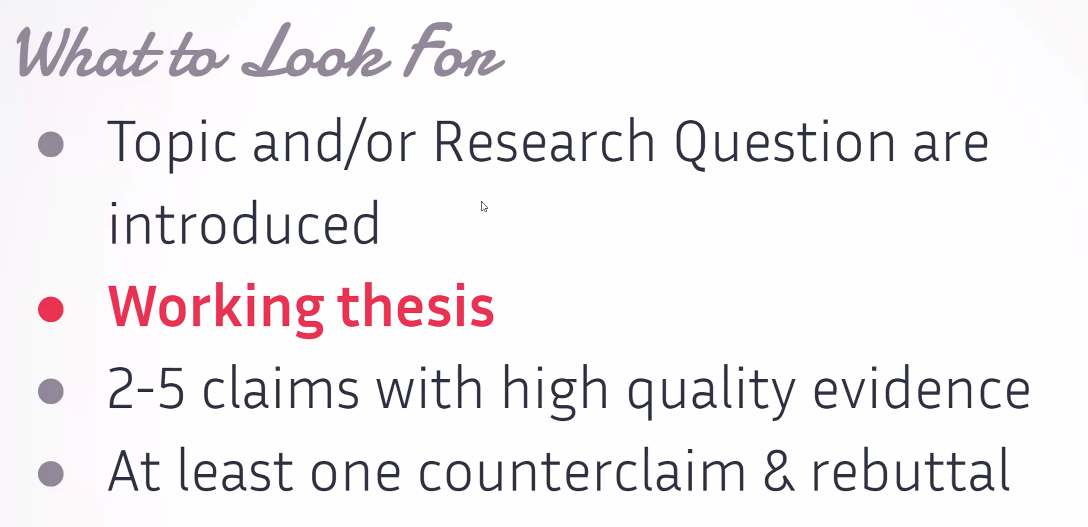 What to Look For
● Topic and/or Research Question are
introduced
● Working thesis
● 2-5 claims with high quality evidence
● At least one counterclaim & rebuttal